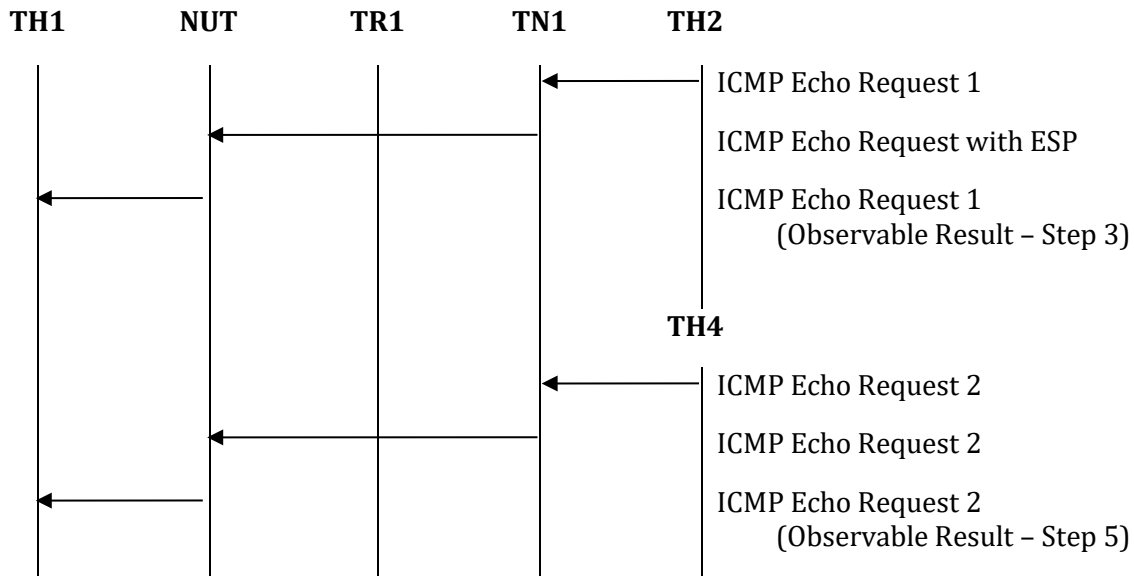 TH1 NUT TR1 TN1 TH2
ICMP Echo Request 1
ICMP Echo Request with ESP
ICMP Echo Request 1
(Observable Result – Step 3)
TH4
ICMP Echo Request 2
ICMP Echo Request 2
ICMP Echo Request 2
(Observable Result – Step 5)